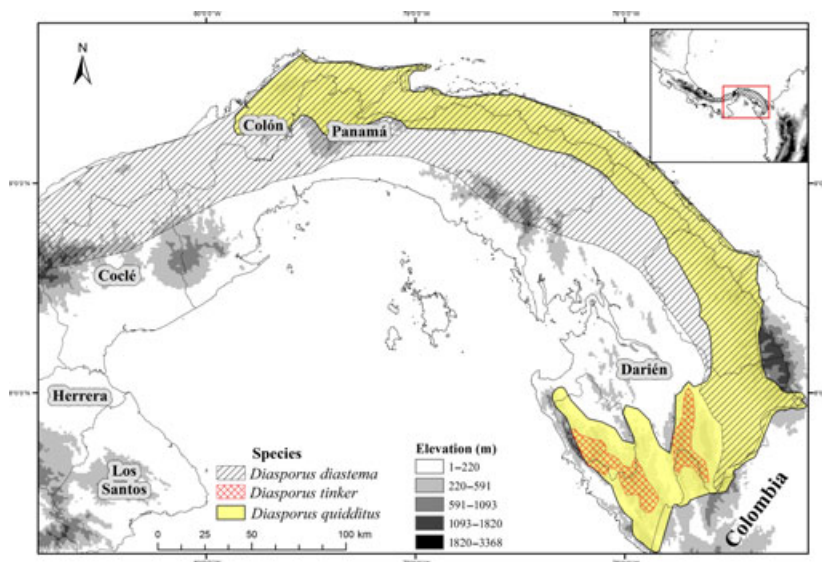 N
Colón
Panamá
Coclé
Darién
Herrera
Los
Santos
Colombia
Species
Diasporus diastema
Diasporus tinker
Diasporus quidditus
0 25 50 100 km
Elevation (m)
1–220
220–591
591–1093
1093–1820
1820–3368